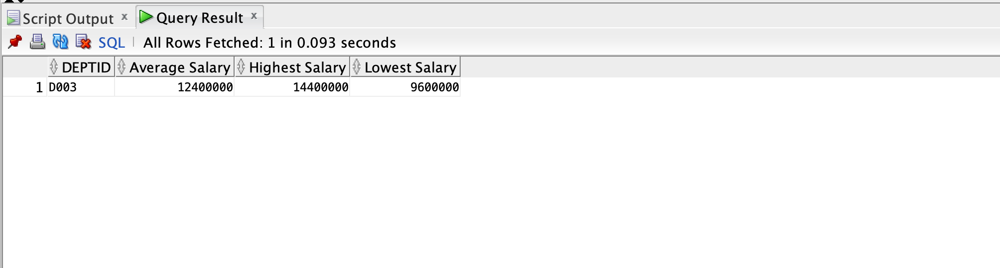 Script Output x Query Result x
SQL | All Rows Fetched: 1 in 0.093 seconds
DEPTID Average Salary Highest Salary Lowest Salary
1 D003 12400000 14400000 9600000